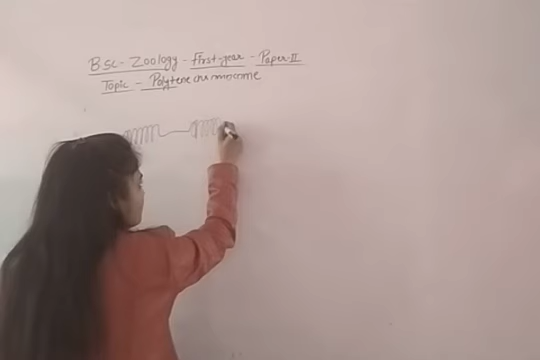 B.Sc - Zoology - First-year - Paper-II
Topic - Polytene chromosome